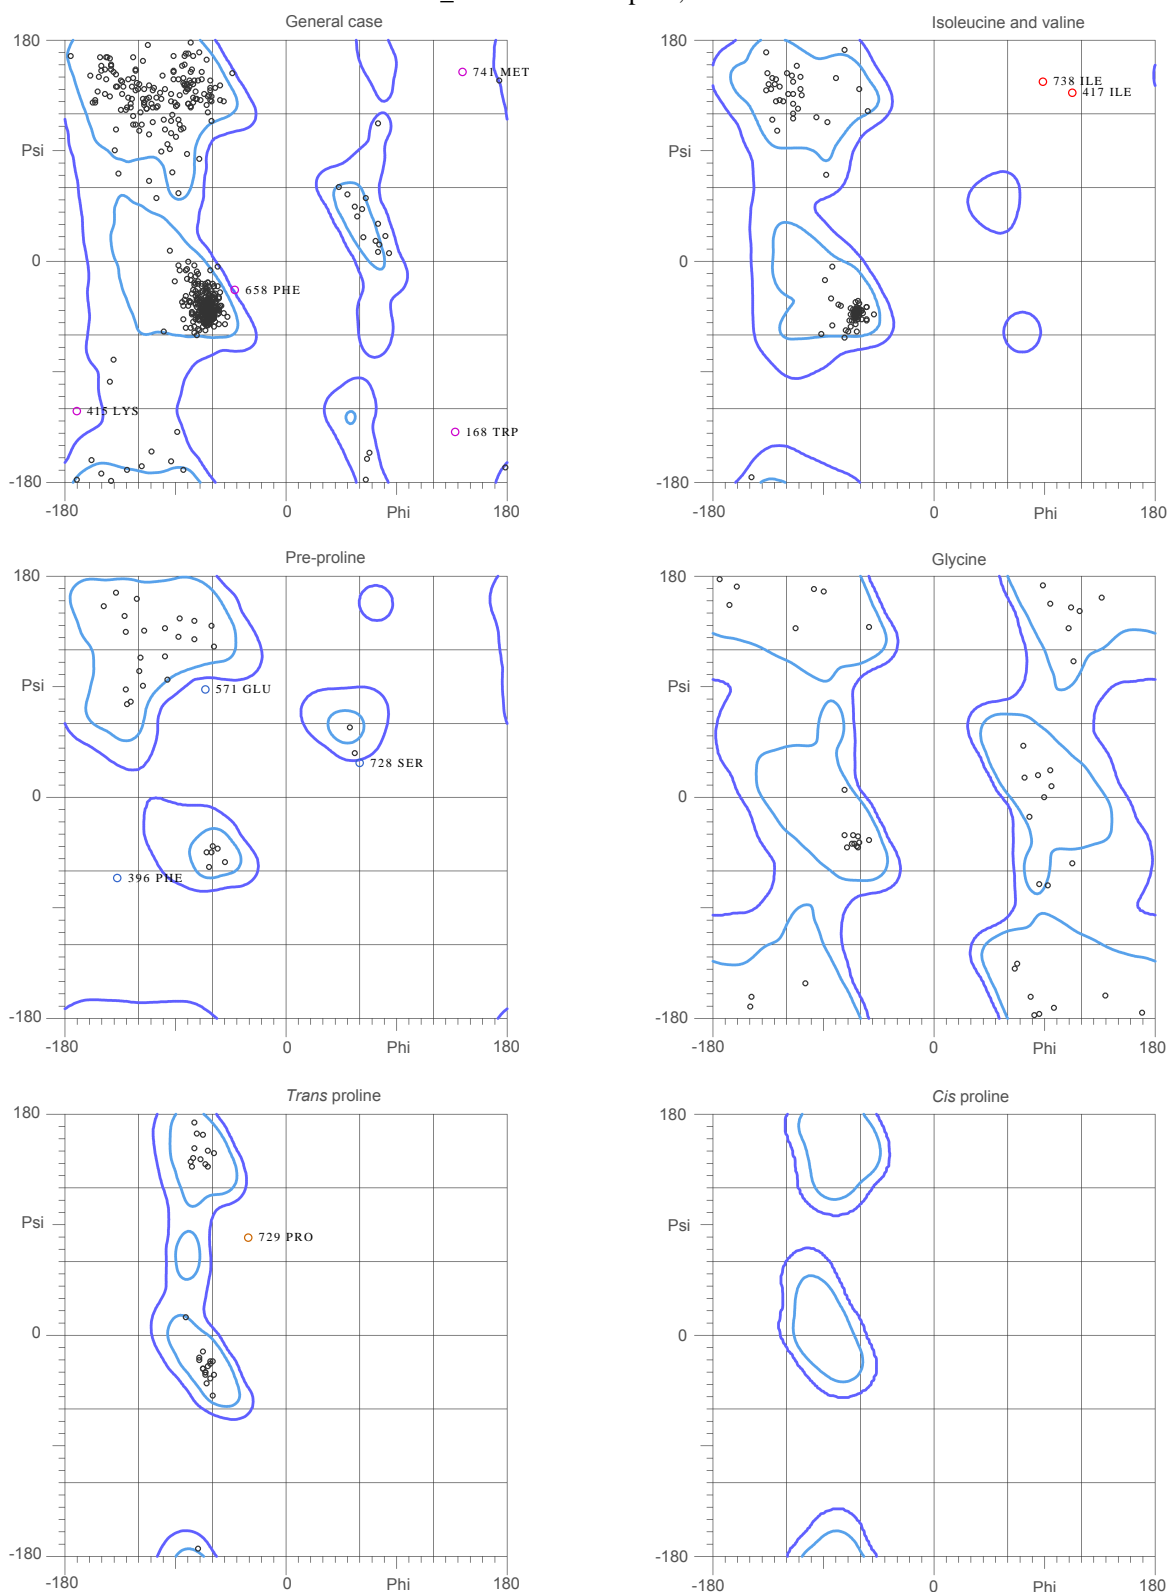 General case
180
Psi
0
-180
-180
0
Phi
180
741 MET
658 PHE
415 LYS
168 TRP
Isoleucine and valine
180
Psi
0
-180
-180
0
Phi
180
738 ILE
417 ILE
Pre-proline
180
Psi
0
-180
-180
0
Phi
180
571 GLU
728 SER
396 PHE
Glycine
180
Psi
0
-180
-180
0
Phi
180
Trans proline
180
Psi
0
-180
-180
0
Phi
180
729 PRO
Cis proline
180
Psi
0
-180
-180
0
Phi
180